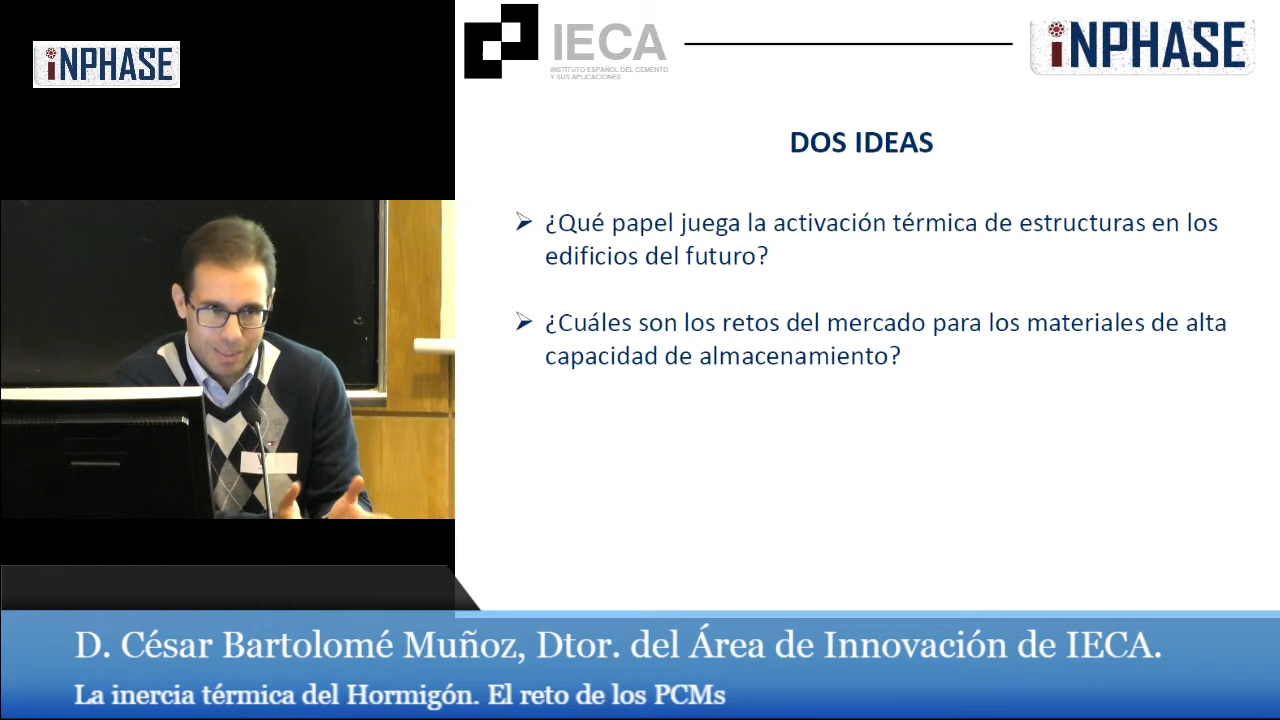 iNPHASE
IECA
INSTITUTO ESPAÑOL DEL CEMENTO
Y SUS APLICACIONES
iNPHASE
DOS IDEAS
➢ ¿Qué papel juega la activación térmica de estructuras en los
edificios del futuro?
➢ ¿Cuáles son los retos del mercado para los materiales de alta
capacidad de almacenamiento?
D. César Bartolomé Muñoz, Dtor. del Área de Innovación de IECA.
La inercia térmica del Hormigón. El reto de los PCMs